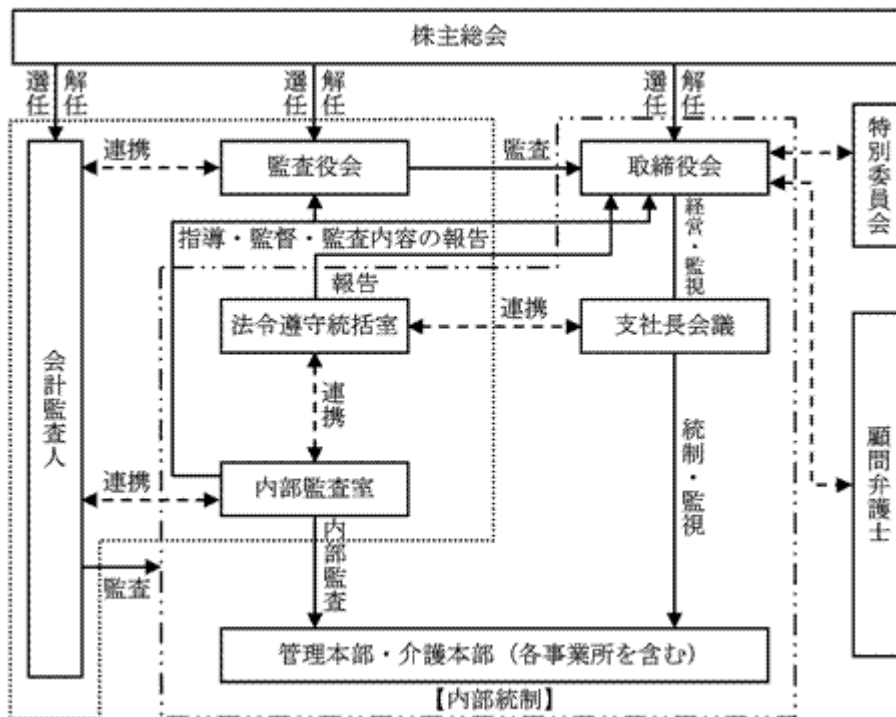 株主総会
選任
解任
選任
解任
選任
解任
特別委員会
連携
監査役会
監査
取締役会
指導・監督・監査内容の報告
経営・監視
報告
法令遵守統括室
連携
支社長会議
会計監査人
連携
統制・監視
顧問弁護士
連携
内部監査室
内部監査
監査
管理本部・介護本部（各事業所を含む）
【内部統制】